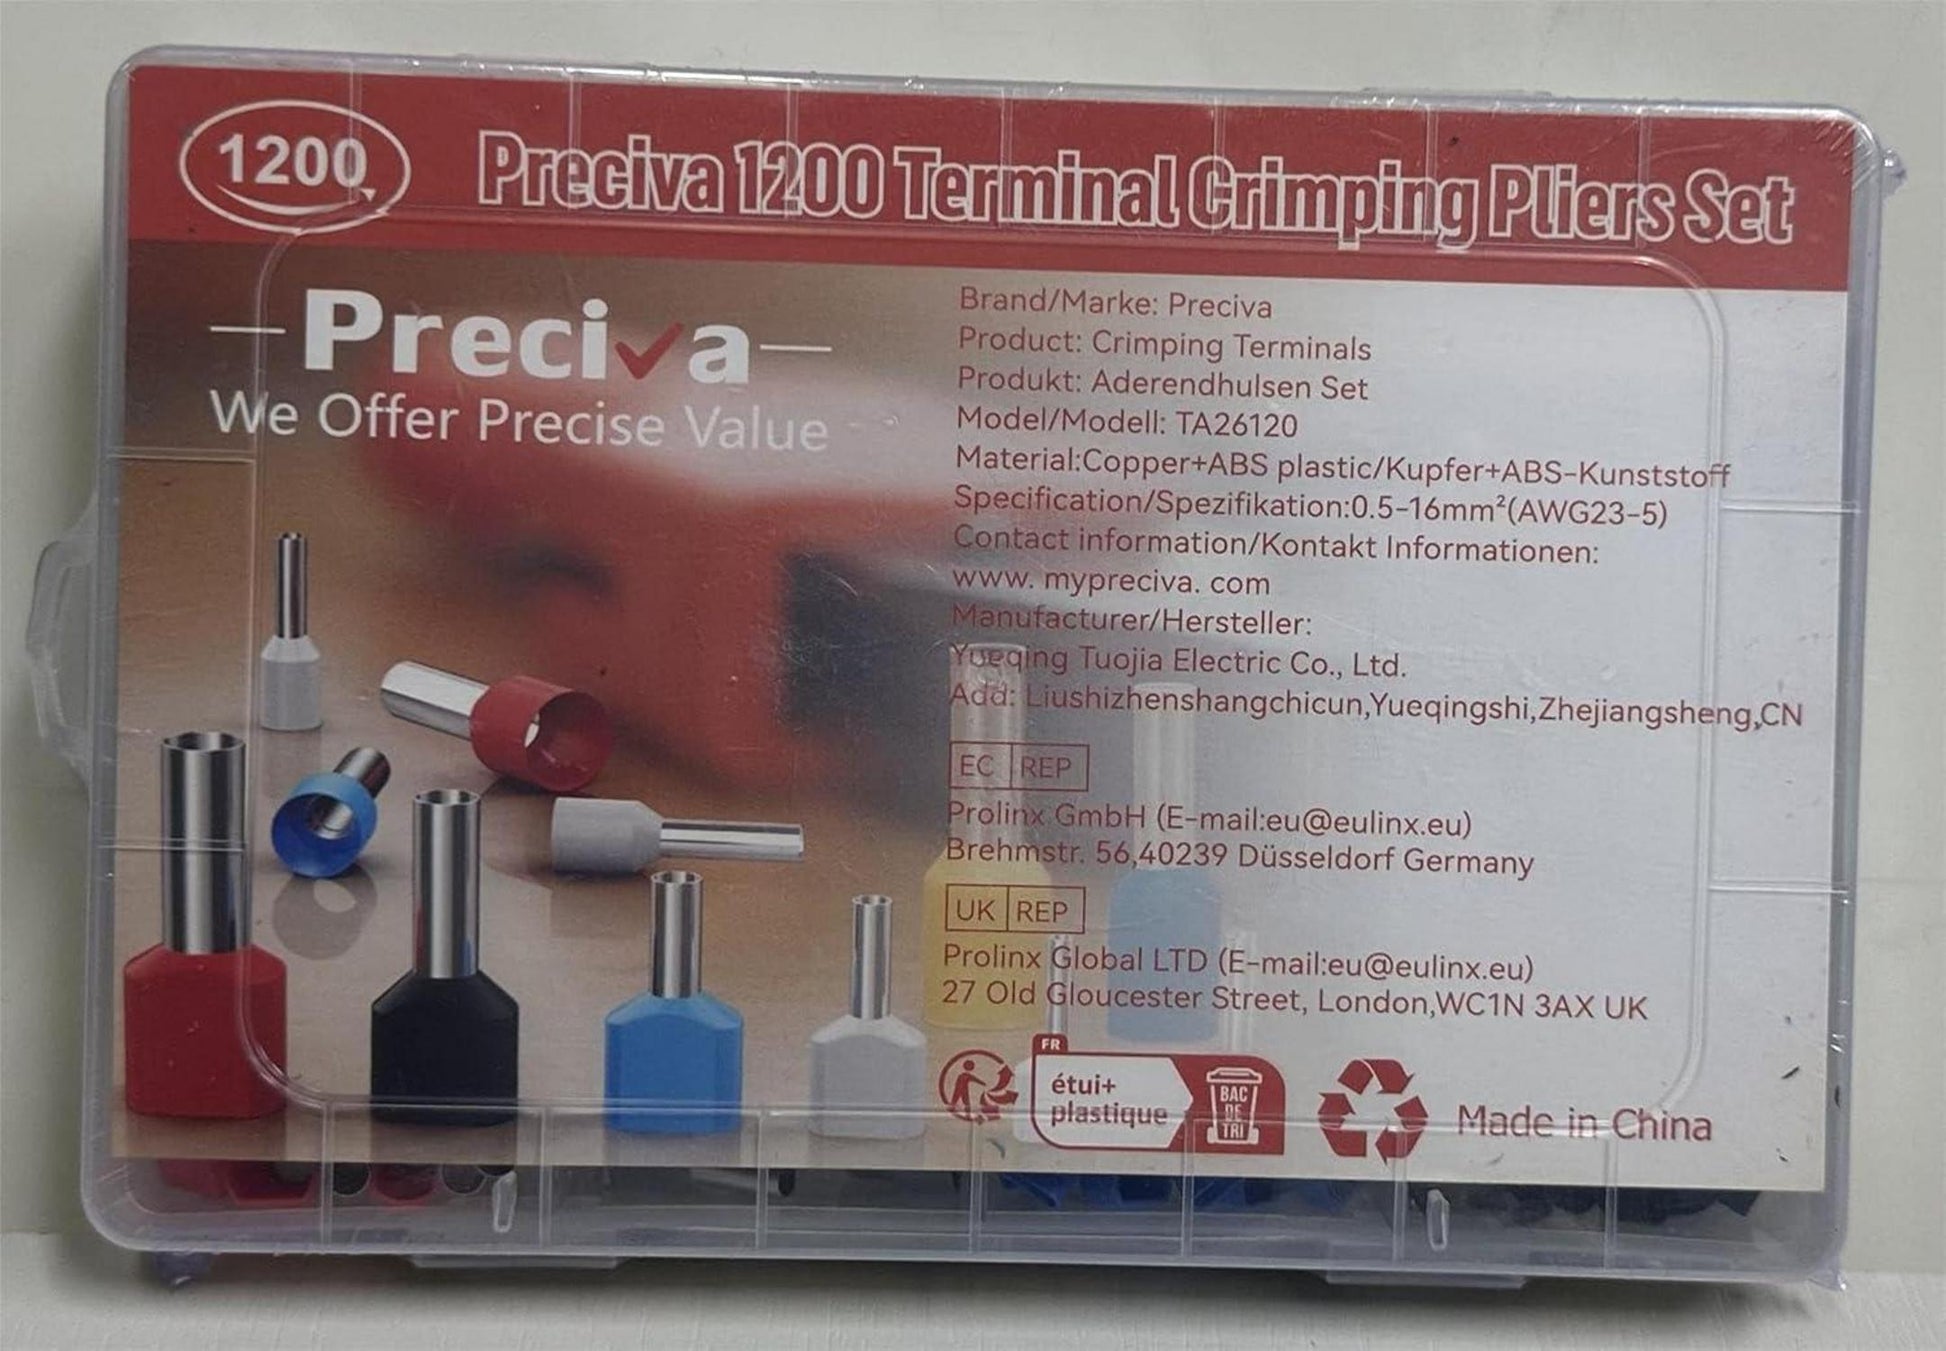 1200
Preciva 1200 Terminal Crimping Pliers Set
Preciva
We Offer Precise Value
Brand/Marke: Preciva
Product: Crimping Terminals
Produkt: Aderendhulsen Set
Model/Modell: TA26120
Material:Copper+ABS plastic/Kupfer+ABS-Kunststoff
Specification/Spezifikation:0.5-16mm²(AWG23-5)
Contact information/Kontakt Informationen:
www. mypreciva. com
Manufacturer/Hersteller:
Yueqing Tuojia Electric Co., Ltd.
Add: Liushizhenshangchicun,Yueqingshi,Zhejiangsheng,CN
EC REP
Prolinx GmbH (E-mail:eu@eulinx.eu)
Brehmstr. 56,40239 Düsseldorf Germany
UK REP
Prolinx Global LTD (E-mail:eu@eulinx.eu)
27 Old Gloucester Street, London,WC1N 3AX UK
FR
étui+
plastique
BAC
DE
TRI
Made in China